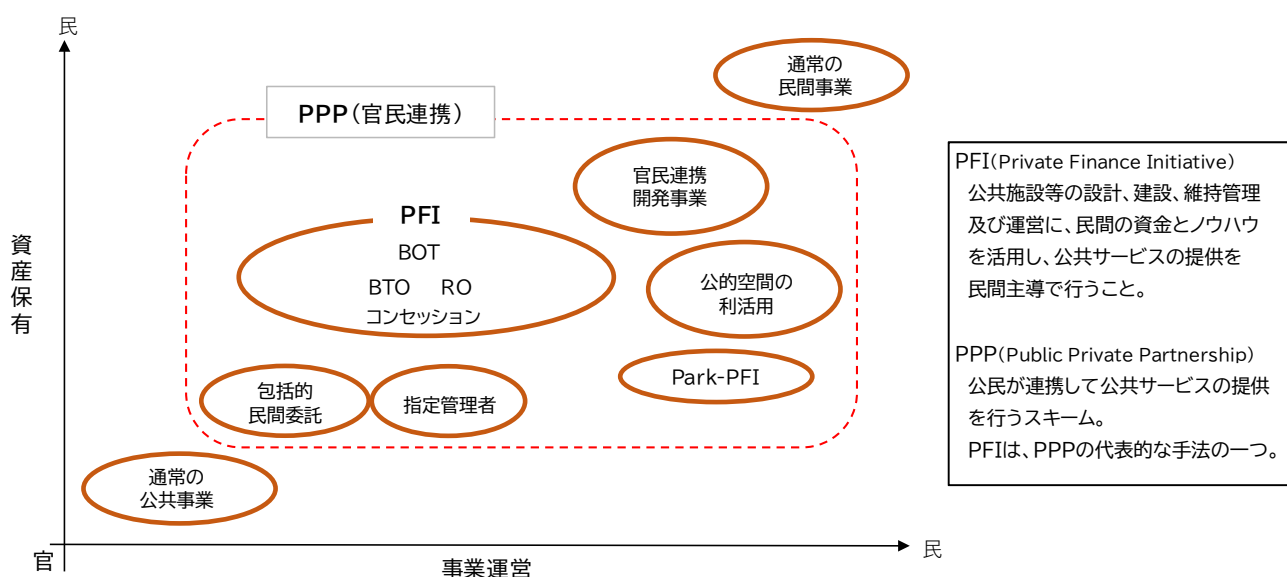 民
通常の
民間事業
PPP(官民連携)
官民連携
開発事業
PFI
BOT
BTO RO
コンセッション
公的空間の
利活用
Park-PFI
包括的
民間委託
指定管理者
通常の
公共事業
資産保有
官
事業運営
民
PFI(Private Finance Initiative)
公共施設等の設計、建設、維持管理
及び運営に、民間の資金とノウハウ
を活用し、公共サービスの提供を
民間主導で行うこと。
PPP(Public Private Partnership)
公民が連携して公共サービスの提供
を行うスキーム。
PFIは、PPPの代表的な手法の一つ。